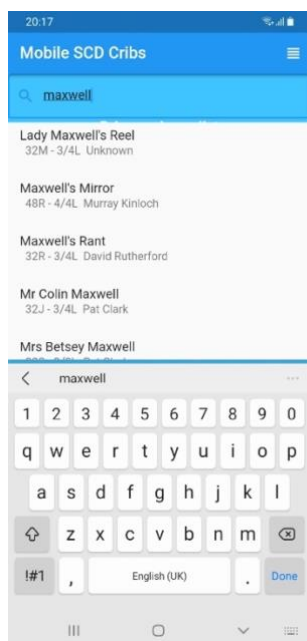 20:17
Mobile SCD Cribs
maxwell
Lady Maxwell's Reel
32M - 3/4L Unknown
Maxwell's Mirror
48R - 4/4L Murray Kinloch
Maxwell's Rant
32R - 3/4L David Rutherford
Mr Colin Maxwell
32J - 3/4L Pat Clark
Mrs Betsey Maxwell
maxwell
1 2 3 4 5 6 7 8 9 0
q w e r t y u i o p
a s d f g h j k l
z x c v b n m
!#1 , English (UK) . Done